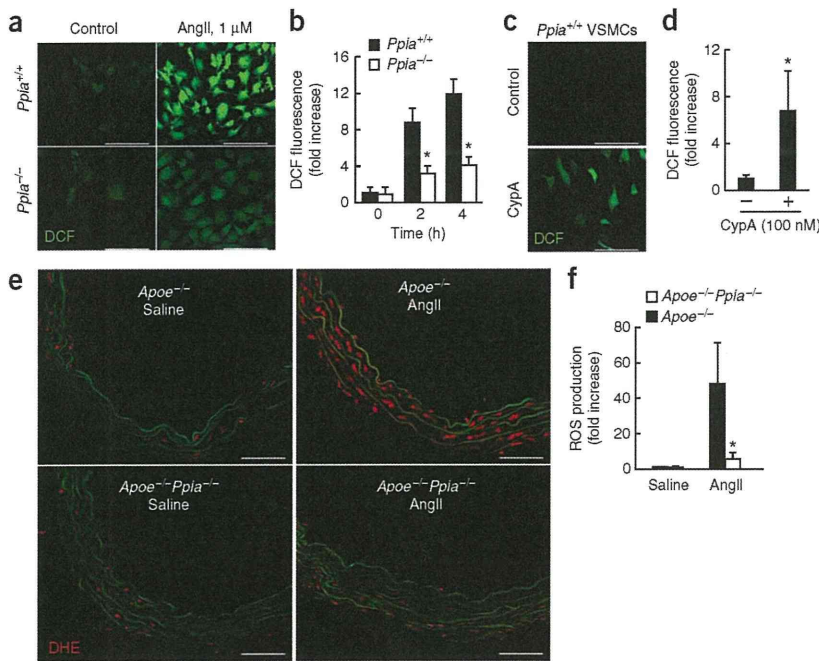 a
Control
AngII, 1 µM
Ppia+/+
Ppia−/−
DCF
b
Ppia+/+
Ppia−/−
DCF fluorescence
(fold increase)
12
8
4
0
*
*
0 2 4
Time (h)
c
Ppia+/+ VSMCs
Control
CypA
DCF
d
DCF fluorescence
(fold increase)
12
8
4
0
*
− +
CypA (100 nM)
e
Apoe−/−
Saline
Apoe−/−
AngII
Apoe−/−Ppia−/−
Saline
Apoe−/−Ppia−/−
AngII
DHE
f
Apoe−/−Ppia−/−
Apoe−/−
ROS production
(fold increase)
80
60
40
20
0
*
Saline AngII